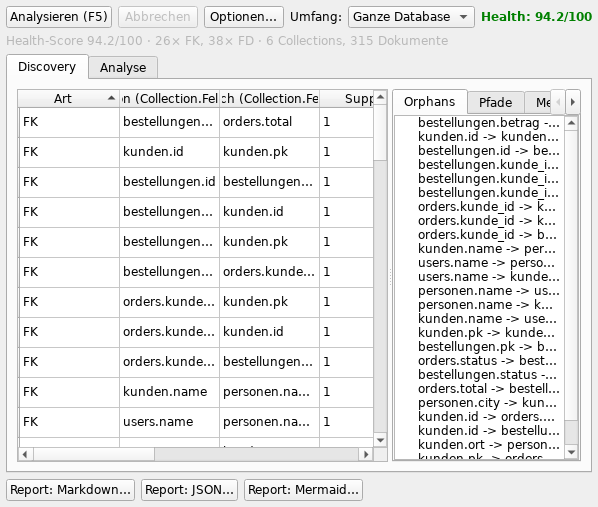 Analysieren (F5) Abbrechen Optionen... Umfang: Ganze Database Health: 94.2/100
Health-Score 94.2/100 · 26× FK, 38× FD · 6 Collections, 315 Dokumente
Discovery Analyse
Art on (Collection.Fel ch (Collection.Fe Supp
FK bestellungen... orders.total 1
FK kunden.id kunden.pk 1
FK bestellungen.id bestellungen... 1
FK bestellungen... kunden.id 1
FK bestellungen... kunden.pk 1
FK bestellungen... orders.kunde... 1
FK orders.kunde... kunden.pk 1
FK orders.kunde... kunden.id 1
FK orders.kunde... bestellungen... 1
FK kunden.name personen.na... 1
FK users.name personen.na... 1
Orphans Pfade Me
bestellungen.betrag -...
kunden.id -> kunden...
bestellungen.id -> be...
bestellungen.kunde_i...
bestellungen.kunde_i...
bestellungen.kunde_i...
orders.kunde_id -> k...
orders.kunde_id -> k...
orders.kunde_id -> b...
kunden.name -> per...
users.name -> perso...
users.name -> kunde...
personen.name -> us...
personen.name -> k...
kunden.name -> use...
kunden.pk -> kunde...
bestellungen.pk -> b...
orders.status -> best...
bestellungen.status -...
orders.total -> bestell...
personen.city -> kun...
kunden.id -> orders....
kunden.id -> bestellu...
kunden.ort -> person...
kunden.pk -> orders...
Report: Markdown... Report: JSON... Report: Mermaid...